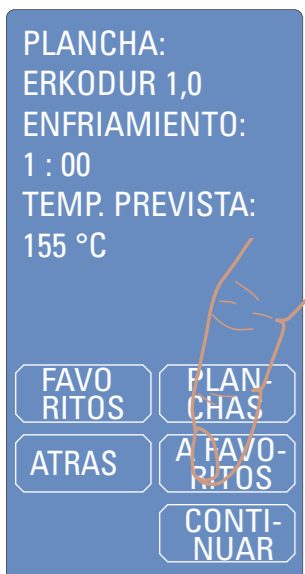 PLANCHA:
ERKODUR 1,0
ENFRIAMIENTO:
1 : 00
TEMP. PREVISTA:
155 °C
FAVO
RITOS
PLAN-
CHAS
ATRAS
A FAVO-
RITOS
CONTI-
NUAR